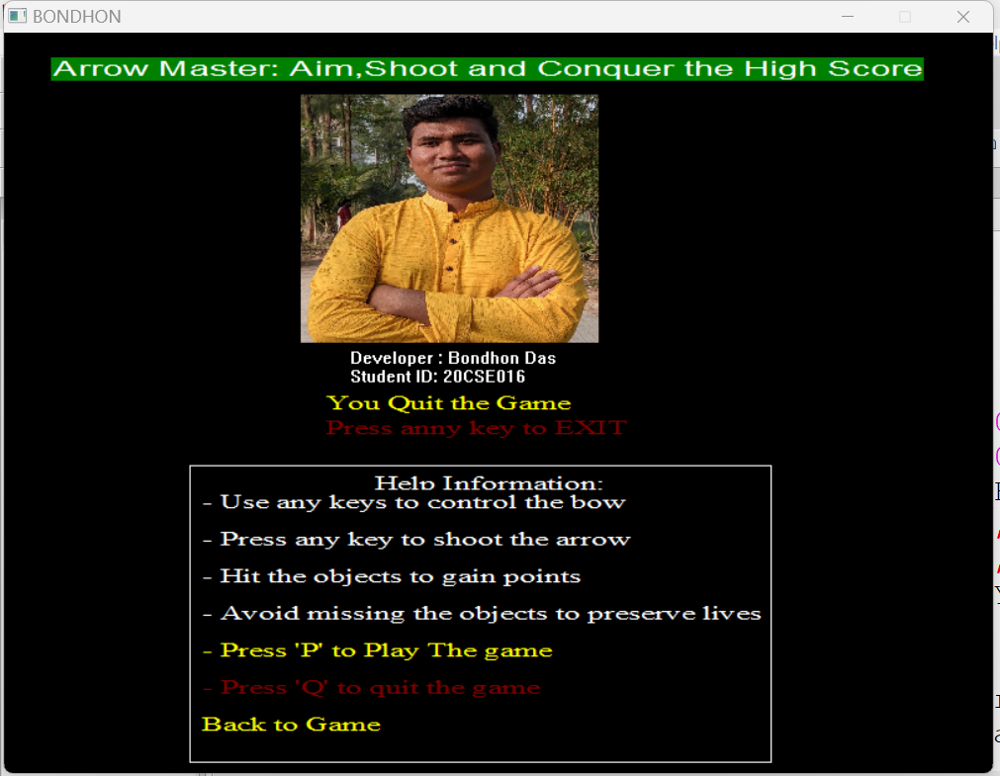 BONDHON
Arrow Master: Aim,Shoot and Conquer the High Score
Developer : Bondhon Das
Student ID: 20CSE016
You Quit the Game
Press anny key to EXIT
Help Information:
- Use any keys to control the bow
- Press any key to shoot the arrow
- Hit the objects to gain points
- Avoid missing the objects to preserve lives
- Press 'P' to Play The game
- Press 'Q' to quit the game
Back to Game